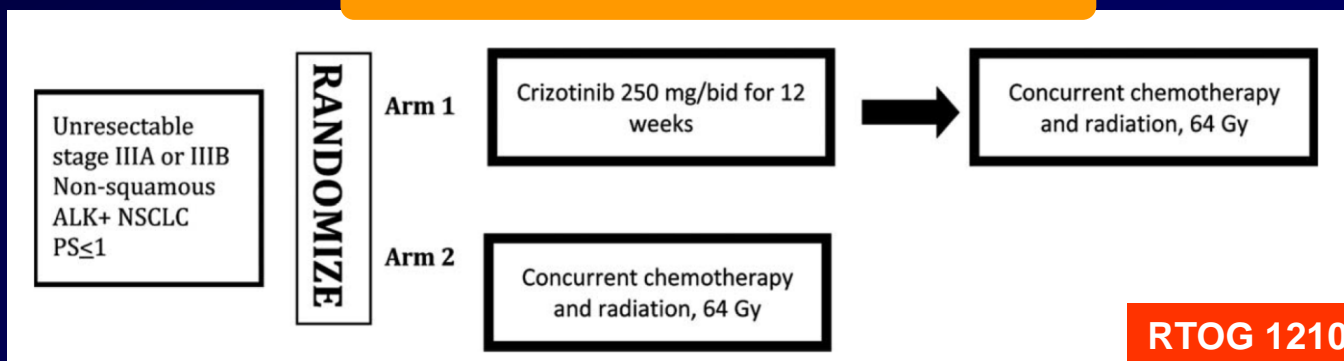 Unresectable
stage IIIA or IIIB
Non-squamous
ALK+ NSCLC
PS≤1
RANDOMIZE
Arm 1
Crizotinib 250 mg/bid for 12
weeks
Concurrent chemotherapy
and radiation, 64 Gy
Arm 2
Concurrent chemotherapy
and radiation, 64 Gy
RTOG 1210